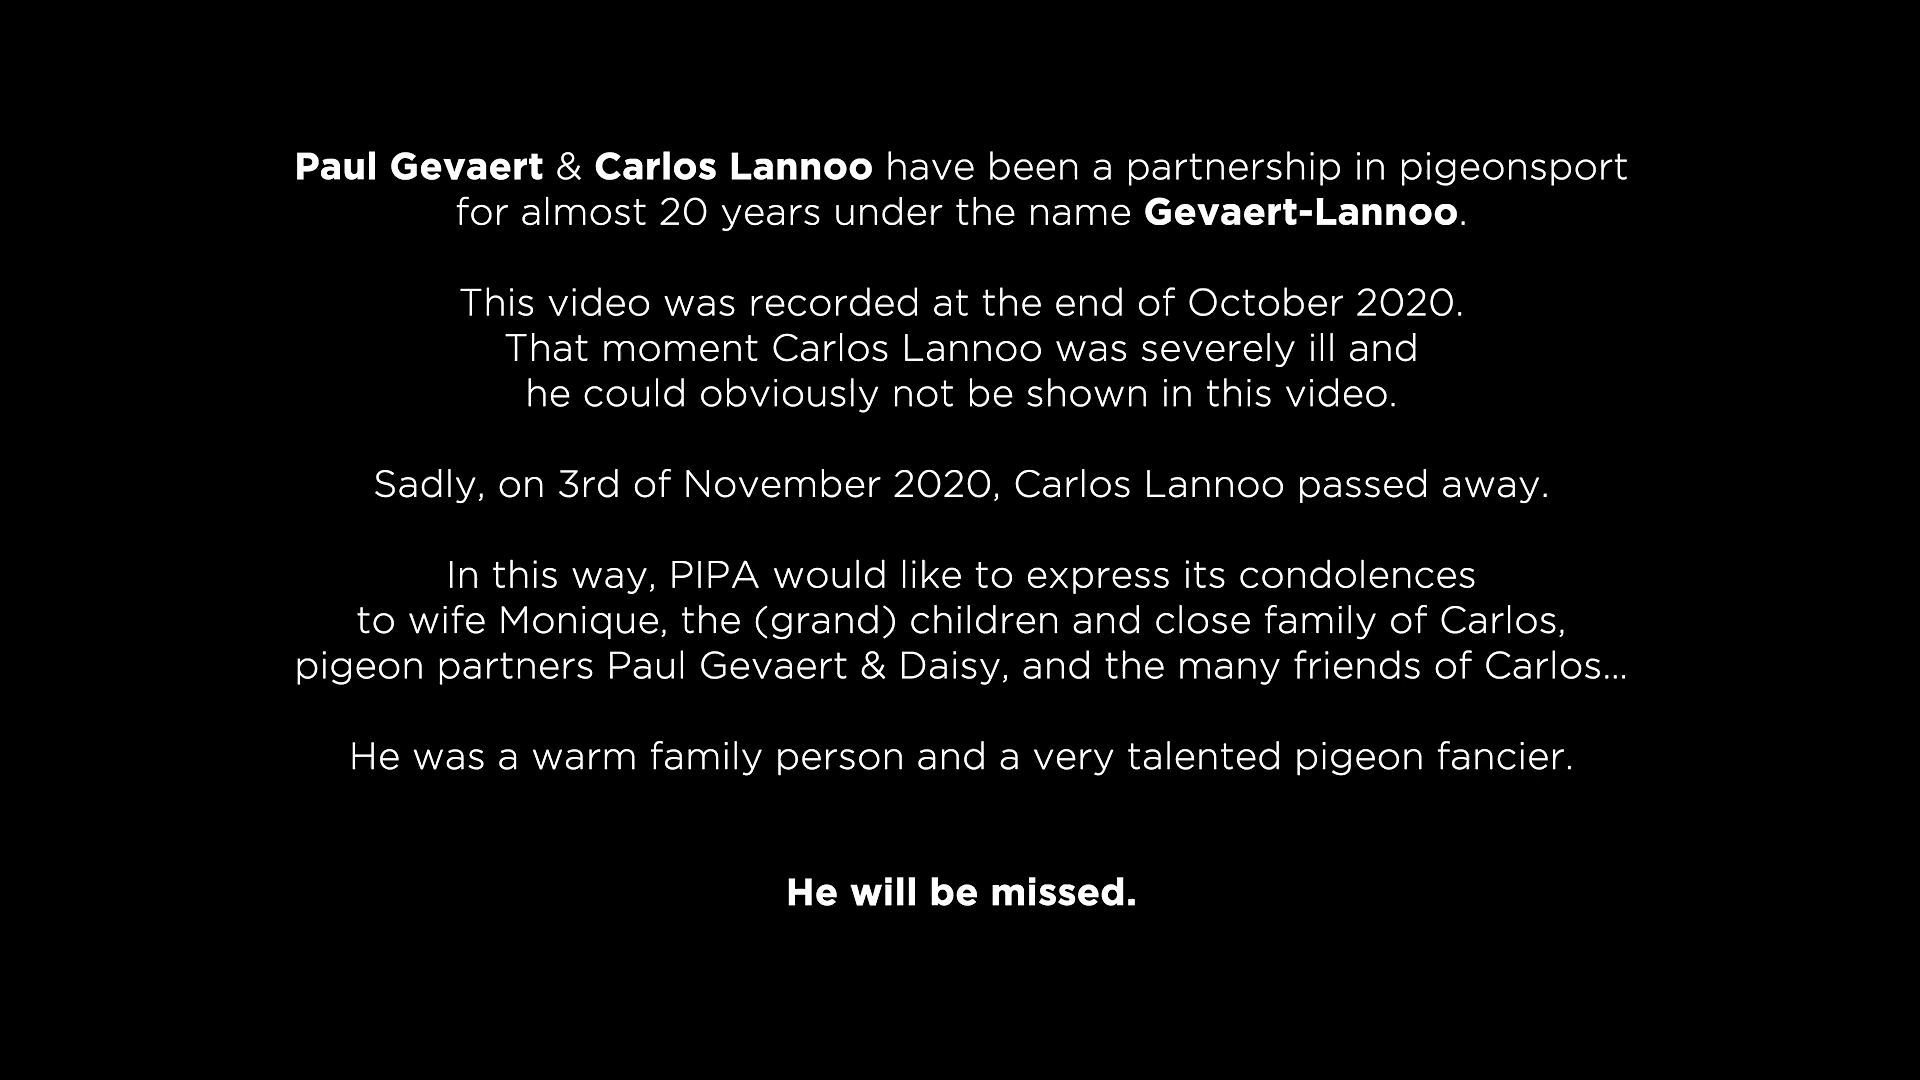 Paul Gevaert & Carlos Lannoo have been a partnership in pigeonsport
for almost 20 years under the name Gevaert-Lannoo.
This video was recorded at the end of October 2020.
That moment Carlos Lannoo was severely ill and
he could obviously not be shown in this video.
Sadly, on 3rd of November 2020, Carlos Lannoo passed away.
In this way, PIPA would like to express its condolences
to wife Monique, the (grand) children and close family of Carlos,
pigeon partners Paul Gevaert & Daisy, and the many friends of Carlos...
He was a warm family person and a very talented pigeon fancier.
He will be missed.